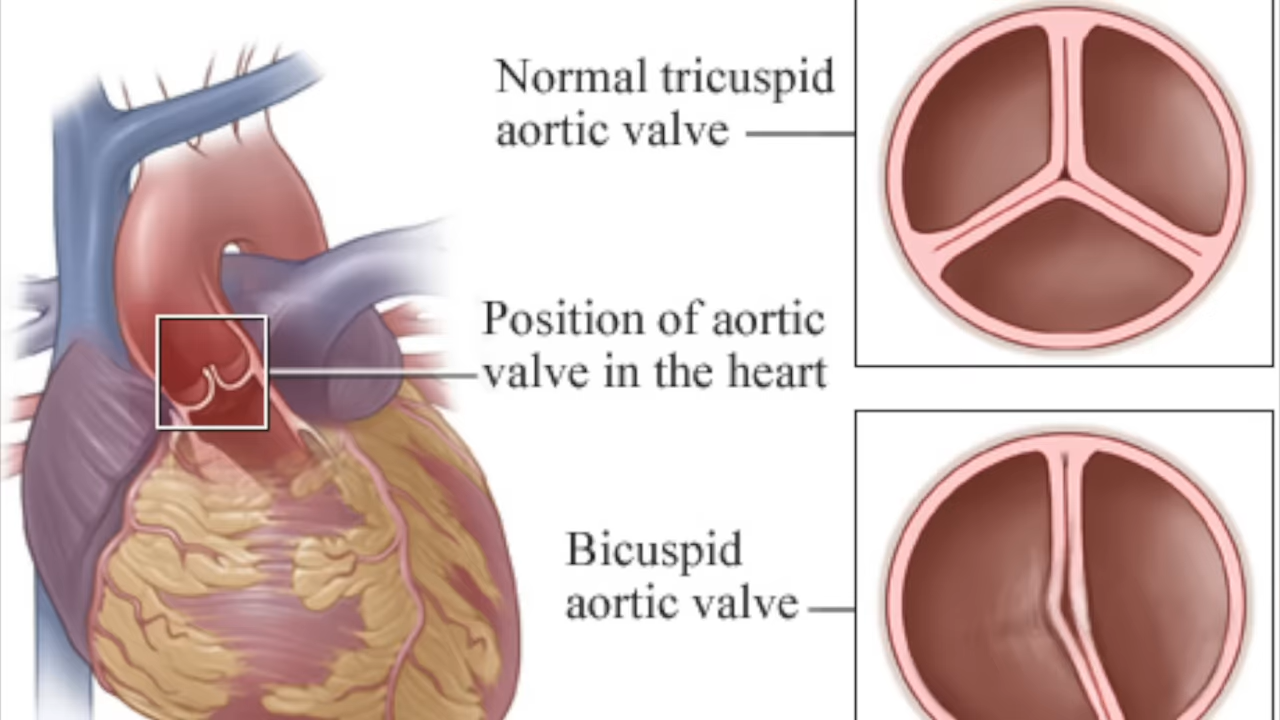 Normal tricuspid
aortic valve
Position of aortic
valve in the heart
Bicuspid
aortic valve